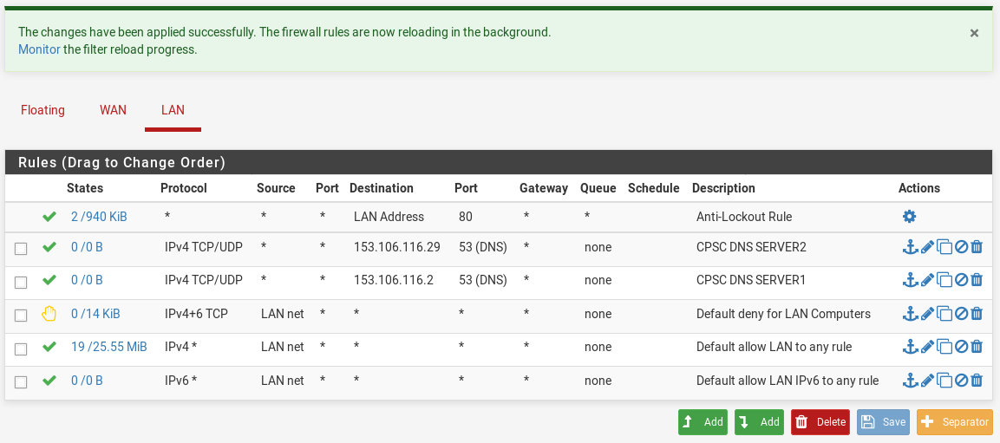 The changes have been applied successfully. The firewall rules are now reloading in the background.
Monitor the filter reload progress.
×
Floating WAN LAN
Rules (Drag to Change Order)
States Protocol Source Port Destination Port Gateway Queue Schedule Description Actions
2 /940 KiB * * * LAN Address 80 * * Anti-Lockout Rule
0 /0 B IPv4 TCP/UDP * * 153.106.116.29 53 (DNS) * none CPSC DNS SERVER2
0 /0 B IPv4 TCP/UDP * * 153.106.116.2 53 (DNS) * none CPSC DNS SERVER1
0 /14 KiB IPv4+6 TCP LAN net * * * * none Default deny for LAN Computers
19 /25.55 MiB IPv4 * LAN net * * * * none Default allow LAN to any rule
0 /0 B IPv6 * LAN net * * * * none Default allow LAN IPv6 to any rule
Add Add Delete Save Separator